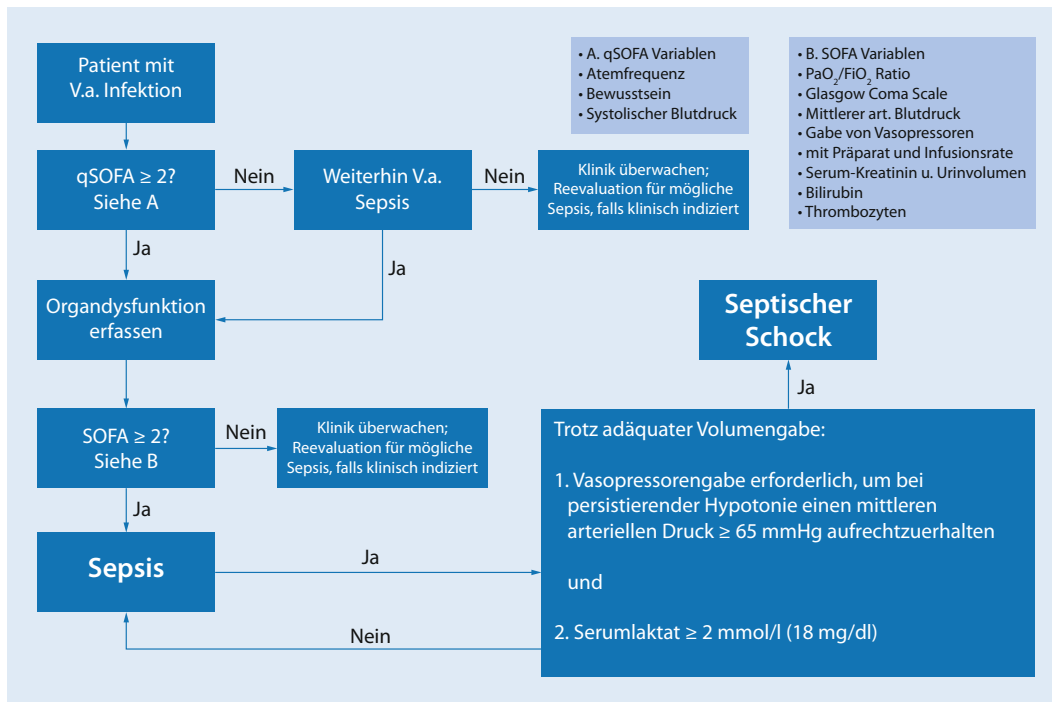 Patient mit
V.a. Infektion
• A. qSOFA Variablen
• Atemfrequenz
• Bewusstsein
• Systolischer Blutdruck
• B. SOFA Variablen
• PaO2/FiO2 Ratio
• Glasgow Coma Scale
• Mittlerer art. Blutdruck
• Gabe von Vasopressoren
• mit Präparat und Infusionsrate
• Serum-Kreatinin u. Urinvolumen
• Bilirubin
• Thrombozyten
qSOFA ≥ 2?
Siehe A
Nein
Weiterhin V.a.
Sepsis
Nein
Klinik überwachen;
Reevaluation für mögliche
Sepsis, falls klinisch indiziert
Ja
Ja
Organdysfunktion
erfassen
Septischer
Schock
Ja
SOFA ≥ 2?
Siehe B
Nein
Klinik überwachen;
Reevaluation für mögliche
Sepsis, falls klinisch indiziert
Ja
Sepsis
Ja
Nein
Trotz adäquater Volumengabe:
1. Vasopressorengabe erforderlich, um bei
persistierender Hypotonie einen mittleren
arteriellen Druck ≥ 65 mmHg aufrechtzuerhalten
und
2. Serumlaktat ≥ 2 mmol/l (18 mg/dl)